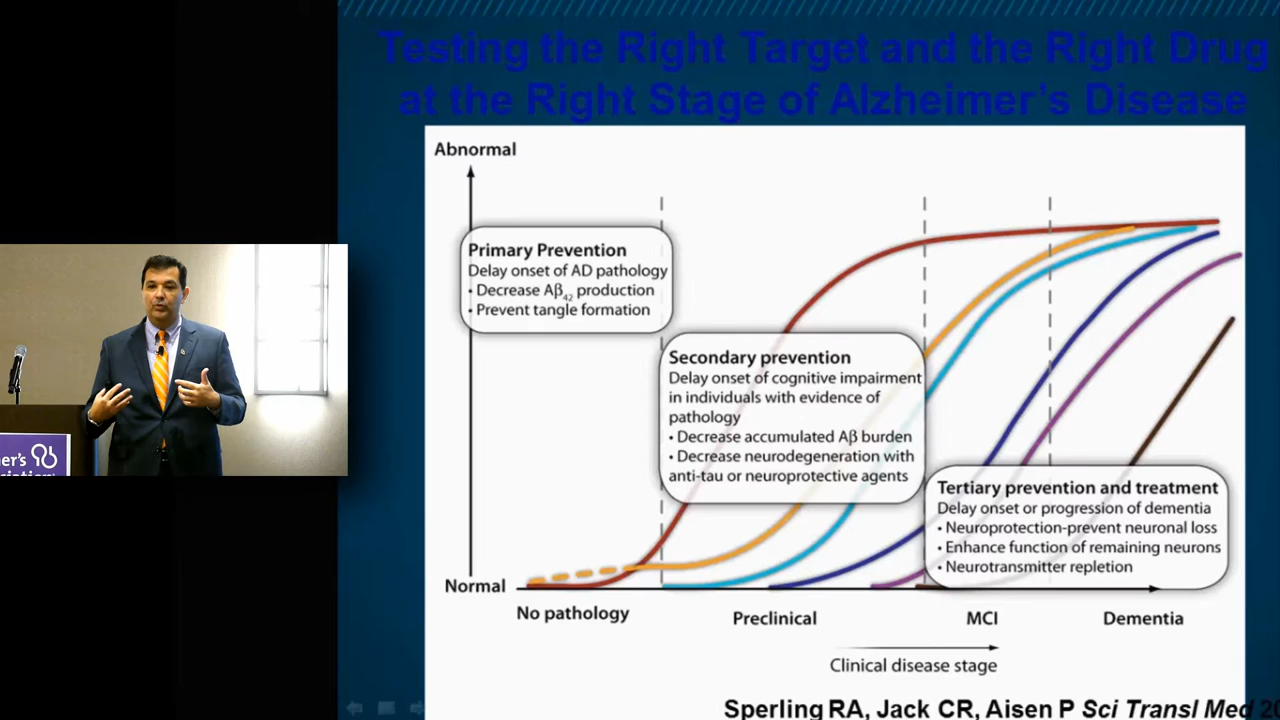 Testing the Right Target and the Right Drug
at the Right Stage of Alzheimer's Disease
Abnormal
Primary Prevention
Delay onset of AD pathology
• Decrease Aβ42 production
• Prevent tangle formation
Secondary prevention
Delay onset of cognitive impairment
in individuals with evidence of
pathology
• Decrease accumulated Aβ burden
• Decrease neurodegeneration with
anti-tau or neuroprotective agents
Tertiary prevention and treatment
Delay onset or progression of dementia
• Neuroprotection-prevent neuronal loss
• Enhance function of remaining neurons
• Neurotransmitter repletion
Normal
No pathology
Preclinical
MCI
Dementia
Clinical disease stage
Sperling RA, Jack CR, Aisen P Sci Transl Med
er's